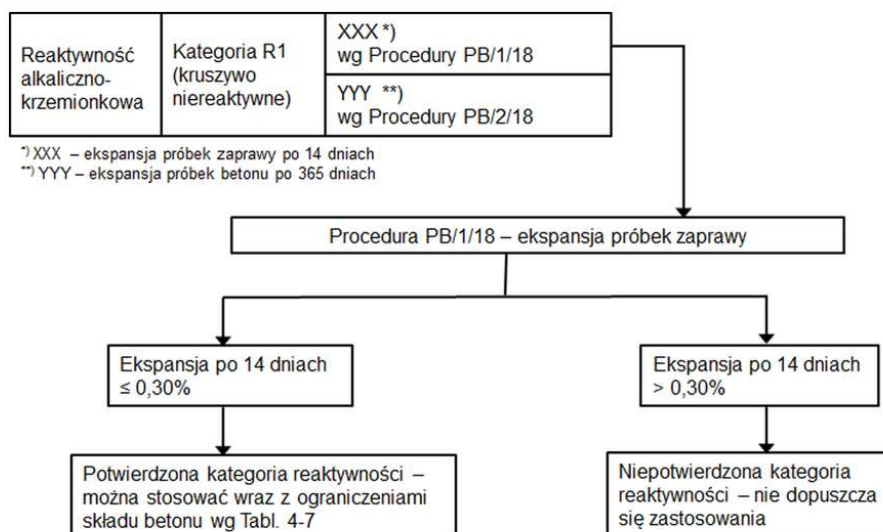 Reaktywność
alkaliczno-
krzemionkowa
Kategoria R1
(kruszywo
niereaktywne)
XXX *)
wg Procedury PB/1/18
YYY **)
wg Procedury PB/2/18
*) XXX – ekspansja próbek zaprawy po 14 dniach
**) YYY – ekspansja próbek betonu po 365 dniach
Procedura PB/1/18 – ekspansja próbek zaprawy
Ekspansja po 14 dniach
≤ 0,30%
Ekspansja po 14 dniach
> 0,30%
Potwierdzona kategoria reaktywności –
można stosować wraz z ograniczeniami
składu betonu wg Tabl. 4-7
Niepotwierdzona kategoria
reaktywności – nie dopuszcza
się zastosowania